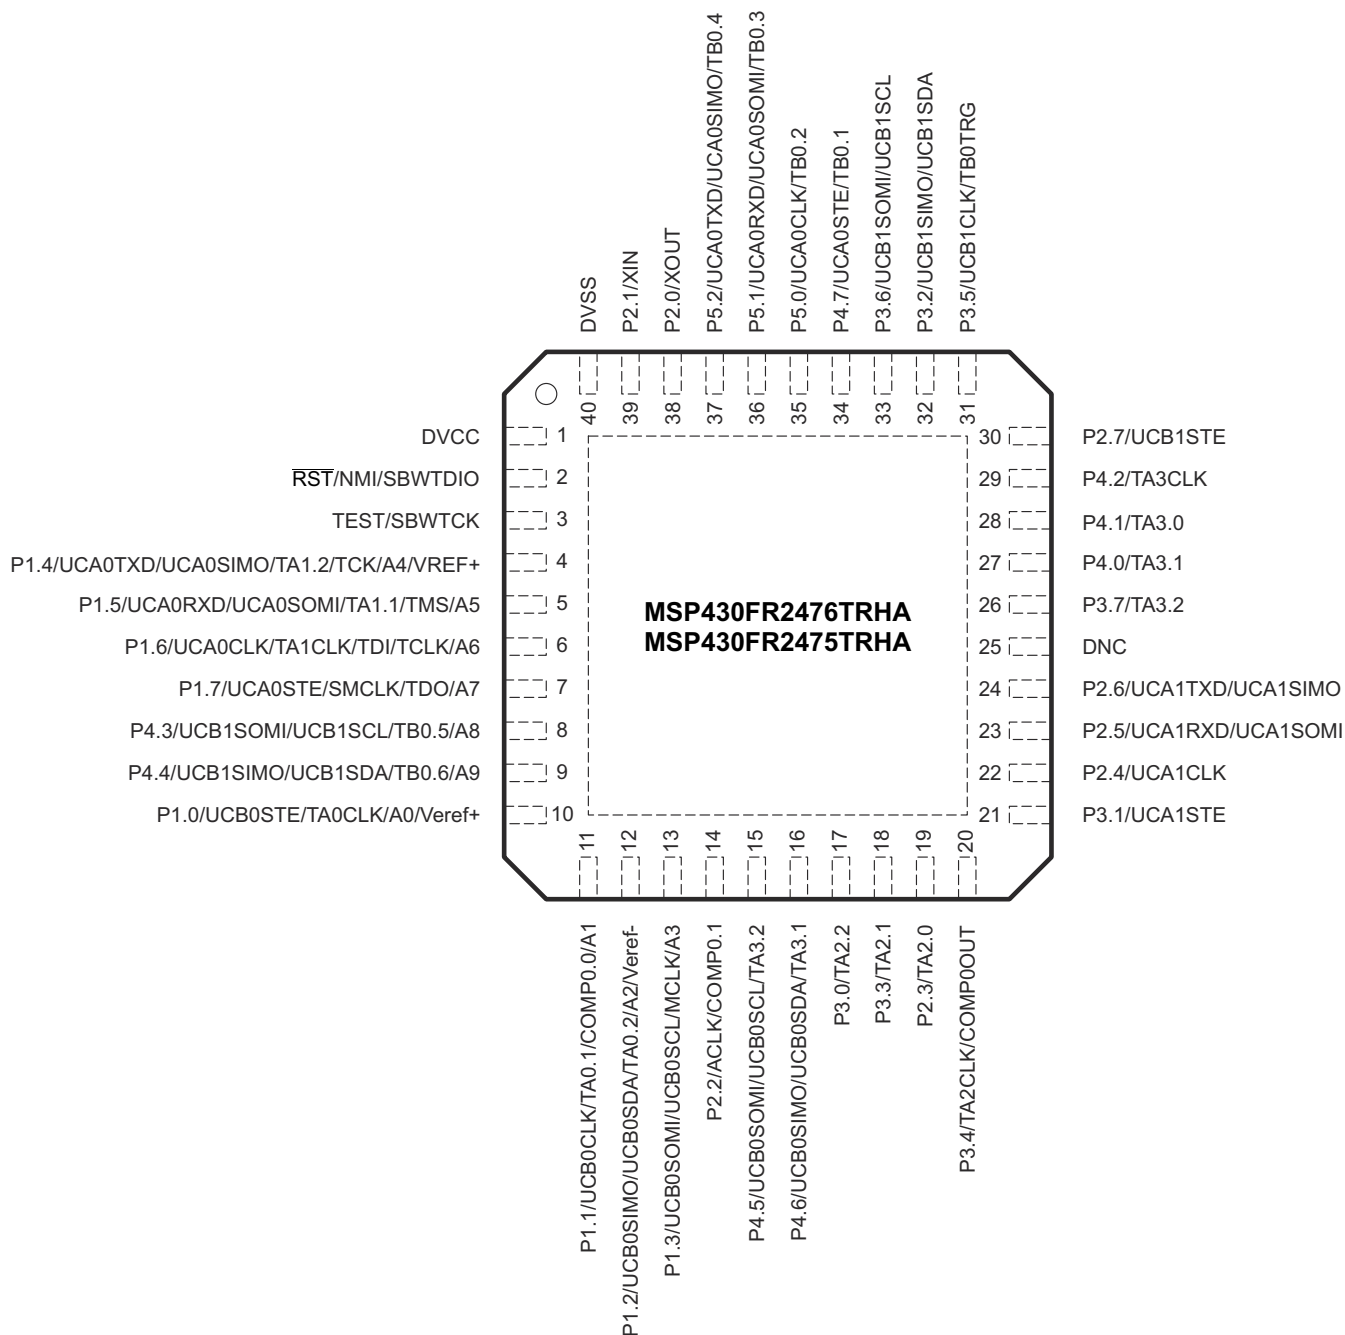 P5.2/UCA0TXD/UCA0SIMO/TB0.4
P5.1/UCA0RXD/UCA0SOMI/TB0.3
P5.0/UCA0CLK/TB0.2
P4.7/UCA0STE/TB0.1
P3.6/UCB1SOMI/UCB1SCL
P3.2/UCB1SIMO/UCB1SDA
P3.5/UCB1CLK/TB0TRG
DVSS
P2.1/XIN
P2.0/XOUT
40
39
38
37
36
35
34
33
32
31
DVCC
1
30
P2.7/UCB1STE
RST/NMI/SBWTDIO
2
29
P4.2/TA3CLK
TEST/SBWTCK
3
28
P4.1/TA3.0
P1.4/UCA0TXD/UCA0SIMO/TA1.2/TCK/A4/VREF+
4
27
P4.0/TA3.1
P1.5/UCA0RXD/UCA0SOMI/TA1.1/TMS/A5
5
26
P3.7/TA3.2
MSP430FR2476TRHA
MSP430FR2475TRHA
P1.6/UCA0CLK/TA1CLK/TDI/TCLK/A6
6
25
DNC
P1.7/UCA0STE/SMCLK/TDO/A7
7
24
P2.6/UCA1TXD/UCA1SIMO
P4.3/UCB1SOMI/UCB1SCL/TB0.5/A8
8
23
P2.5/UCA1RXD/UCA1SOMI
P4.4/UCB1SIMO/UCB1SDA/TB0.6/A9
9
22
P2.4/UCA1CLK
P1.0/UCB0STE/TA0CLK/A0/Veref+
10
21
P3.1/UCA1STE
11
12
13
14
15
16
17
18
19
20
P1.1/UCB0CLK/TA0.1/COMP0.0/A1
P1.2/UCB0SIMO/UCB0SDA/TA0.2/A2/Veref-
P1.3/UCB0SOMI/UCB0SCL/MCLK/A3
P2.2/ACLK/COMP0.1
P4.5/UCB0SOMI/UCB0SCL/TA3.2
P4.6/UCB0SIMO/UCB0SDA/TA3.1
P3.0/TA2.2
P3.3/TA2.1
P2.3/TA2.0
P3.4/TA2CLK/COMP0OUT